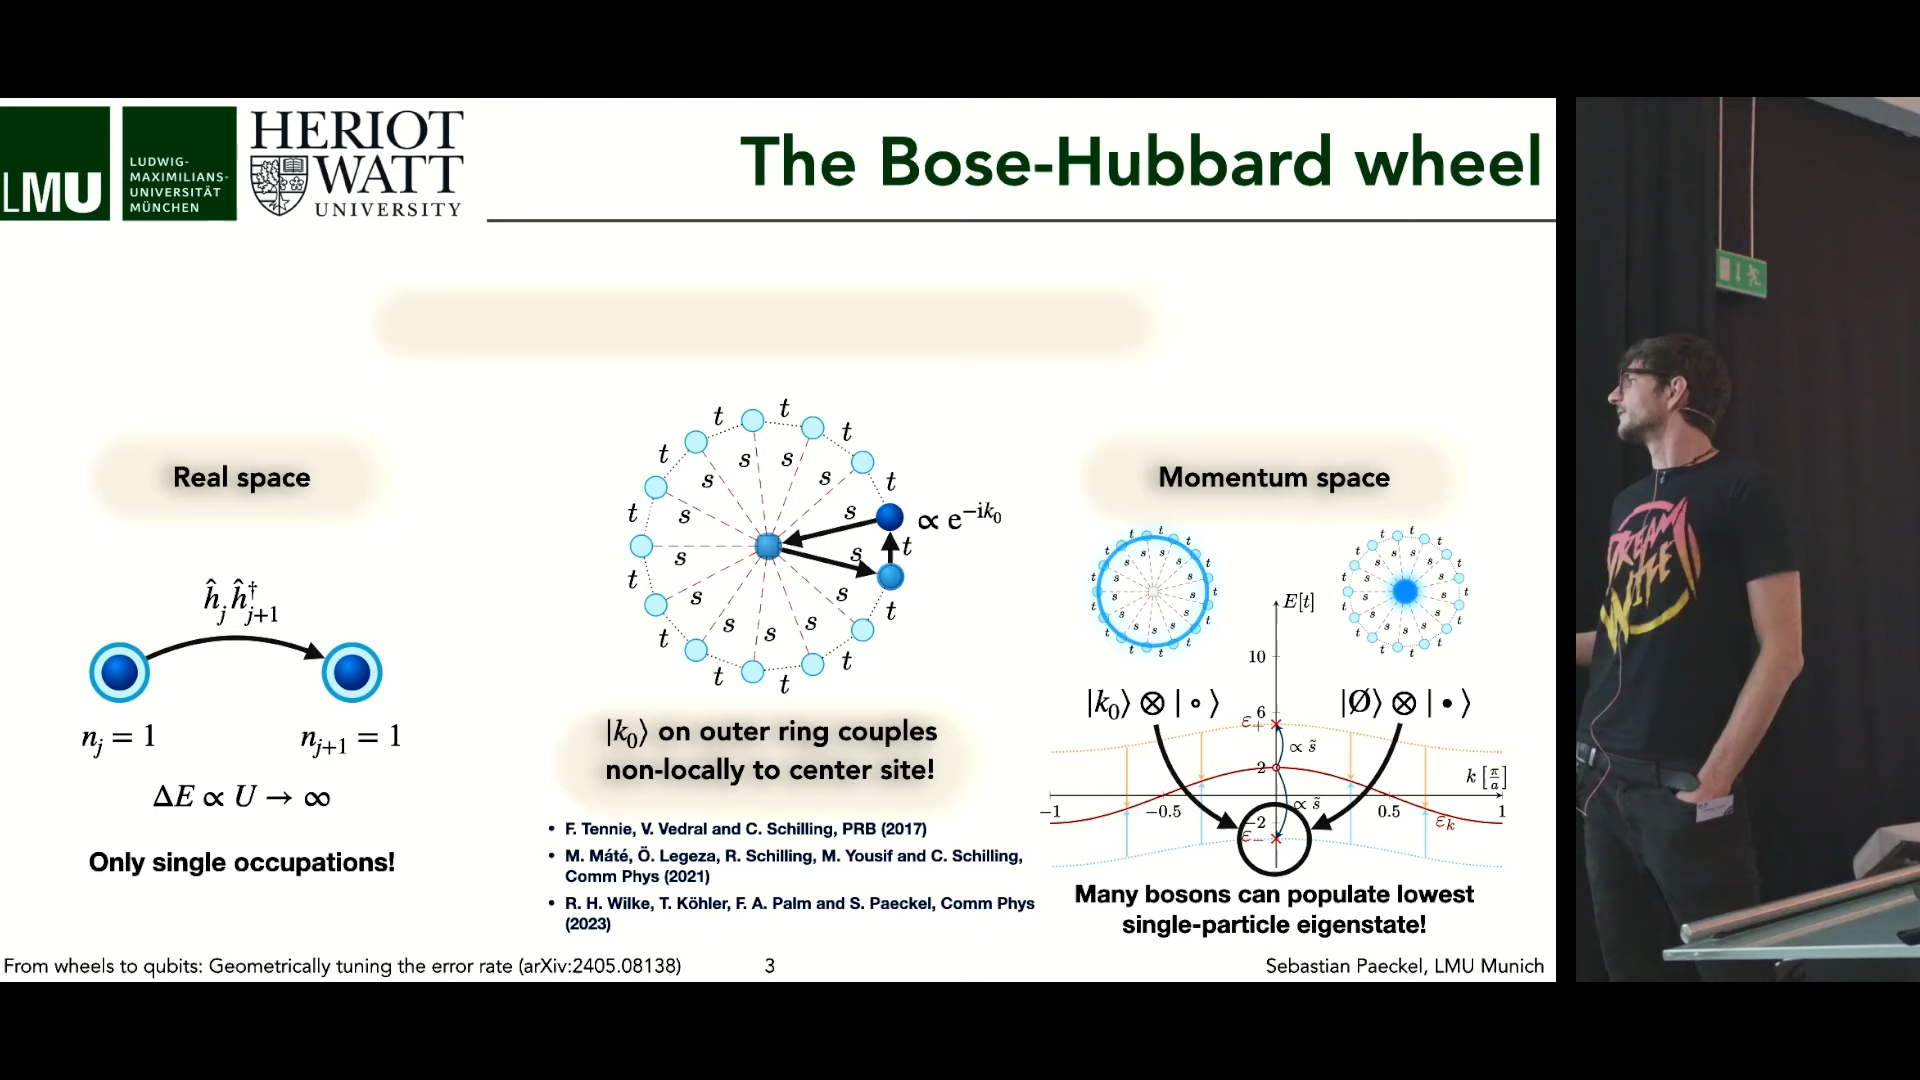 LMU
LUDWIG-
MAXIMILIANS-
UNIVERSITÄT
MÜNCHEN
HERIOT
WATT
UNIVERSITY
The Bose-Hubbard wheel
Real space
ĥ_j ĥ†_{j+1}
n_j = 1
n_{j+1} = 1
ΔE ∝ U → ∞
Only single occupations!
t t t t t t t t t t t t t
s s s s s s s s s s s s s
∝ e^{−ik_0}
|k_0⟩ on outer ring couples
non-locally to center site!
• F. Tennie, V. Vedral and C. Schilling, PRB (2017)
• M. Máté, Ö. Legeza, R. Schilling, M. Yousif and C. Schilling,
Comm Phys (2021)
• R. H. Wilke, T. Köhler, F. A. Palm and S. Paeckel, Comm Phys
(2023)
Momentum space
E[t]
10
|k_0⟩ ⊗ |∘⟩
|Ø⟩ ⊗ |•⟩
6
ε_+
∝ s̃
2
k [π/a]
−1 −0.5 0.5 1
∝ s̃
−2
ε_−
ε_k
Many bosons can populate lowest
single-particle eigenstate!
From wheels to qubits: Geometrically tuning the error rate (arXiv:2405.08138)
3
Sebastian Paeckel, LMU Munich